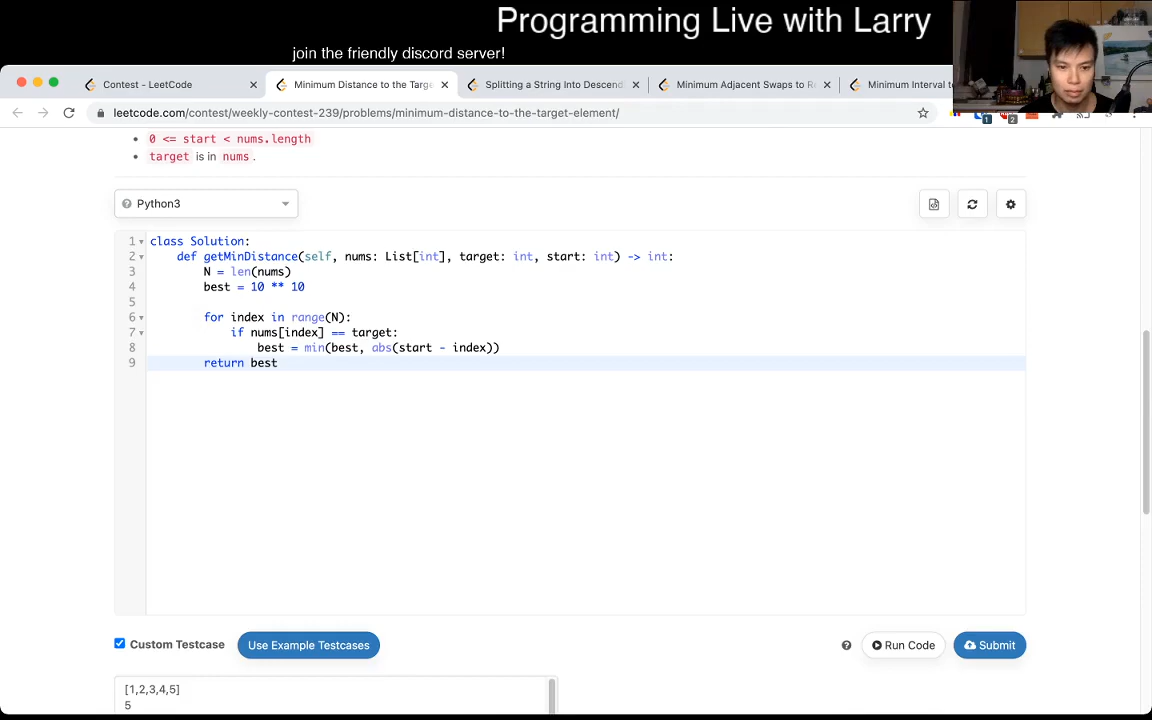 Programming Live with Larry
join the friendly discord server!
Contest - LeetCode
Minimum Distance to the Targe
Splitting a String Into Descend
Minimum Adjacent Swaps to Re
Minimum Interval to
leetcode.com/contest/weekly-contest-239/problems/minimum-distance-to-the-target-element/
1
2
0 <= start < nums.length
target is in nums .
Python3
1 class Solution:
2 def getMinDistance(self, nums: List[int], target: int, start: int) -> int:
3 N = len(nums)
4 best = 10 ** 10
5
6 for index in range(N):
7 if nums[index] == target:
8 best = min(best, abs(start - index))
9 return best
Custom Testcase
Use Example Testcases
Run Code
Submit
[1,2,3,4,5]
5